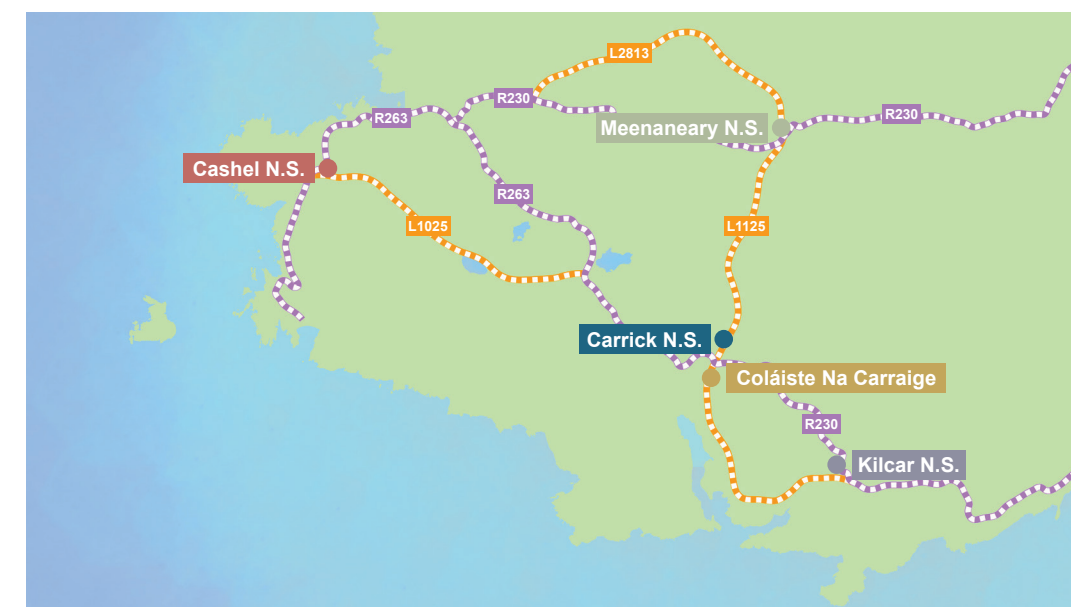 L2813
R230
R263
R230
Meenaneary N.S.
Cashel N.S.
R263
L1025
L1125
Carrick N.S.
Coláiste Na Carraige
R230
Kilcar N.S.